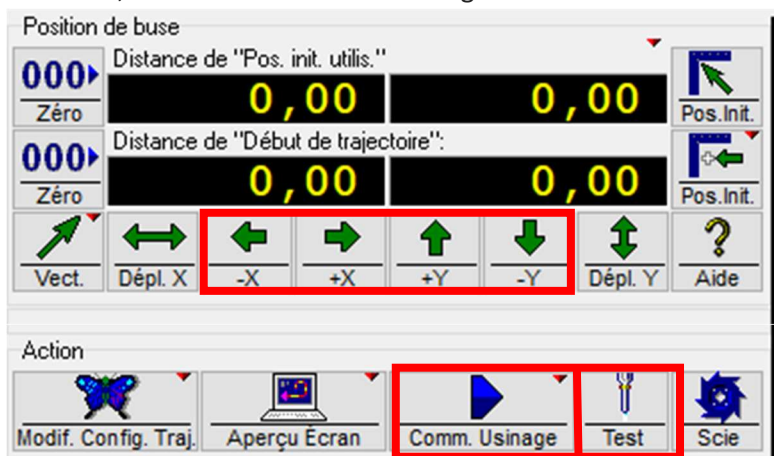 Position de buse
Distance de "Pos. init. utilis."
000
Zéro
0,00 0,00
Pos.Init.
Distance de "Début de trajectoire":
000
Zéro
0,00 0,00
Pos.Init.
Vect. Dépl. X -X +X +Y -Y Dépl. Y Aide
Action
Modif. Config. Traj. Aperçu Écran Comm. Usinage Test Scie